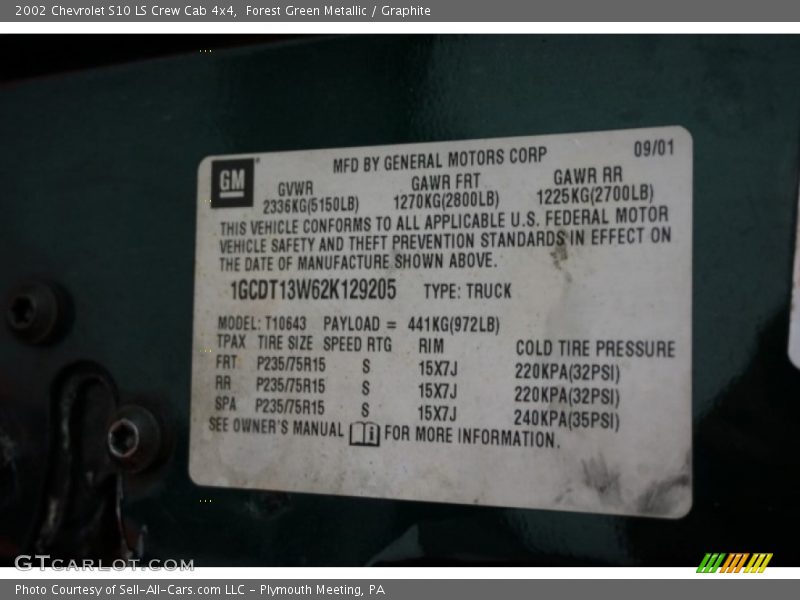 2002 Chevrolet S10 LS Crew Cab 4x4,  Forest Green Metallic / Graphite
MFD BY GENERAL MOTORS CORP 09/01
GM
GVWR GAWR FRT GAWR RR
2336KG(5150LB) 1270KG(2800LB) 1225KG(2700LB)
THIS VEHICLE CONFORMS TO ALL APPLICABLE U.S. FEDERAL MOTOR
VEHICLE SAFETY AND THEFT PREVENTION STANDARDS IN EFFECT ON
THE DATE OF MANUFACTURE SHOWN ABOVE.
1GCDT13W62K129205 TYPE: TRUCK
MODEL: T10643 PAYLOAD = 441KG(972LB)
TPAX TIRE SIZE SPEED RTG RIM COLD TIRE PRESSURE
FRT P235/75R15 S 15X7J 220KPA(32PSI)
RR P235/75R15 S 15X7J 220KPA(32PSI)
SPA P235/75R15 S 15X7J 240KPA(35PSI)
SEE OWNER'S MANUAL FOR MORE INFORMATION.
GTCARLOT.COM
Photo Courtesy of Sell-All-Cars.com LLC - Plymouth Meeting, PA